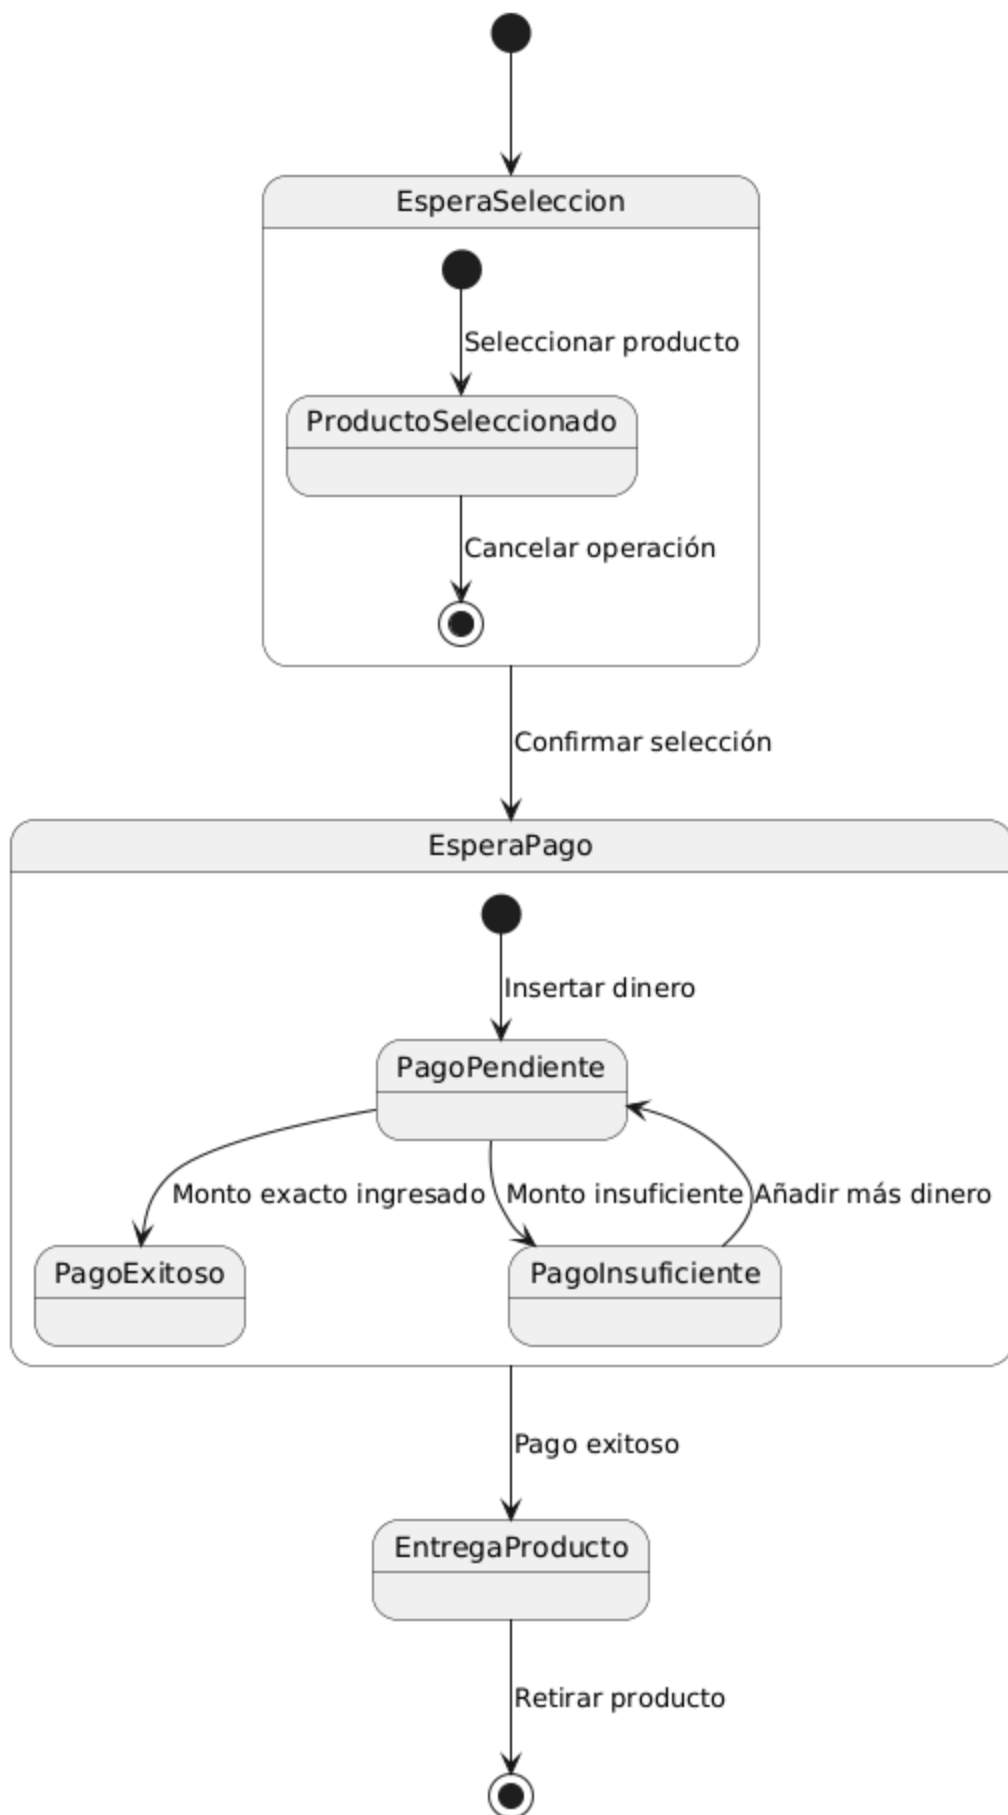 EsperaSeleccion
Seleccionar producto
ProductoSeleccionado
Cancelar operación
Confirmar selección
EsperaPago
Insertar dinero
PagoPendiente
Monto exacto ingresado
Monto insuficiente
Añadir más dinero
PagoExitoso
PagoInsuficiente
Pago exitoso
EntregaProducto
Retirar producto